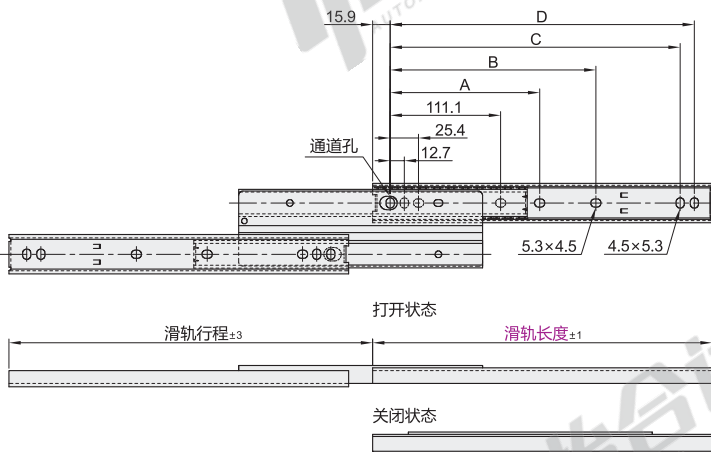 15.9
D
C
B
A
111.1
25.4
通道孔
12.7
5.3×4.5
4.5×5.3
打开状态
滑轨行程±3
滑轨长度±1
关闭状态